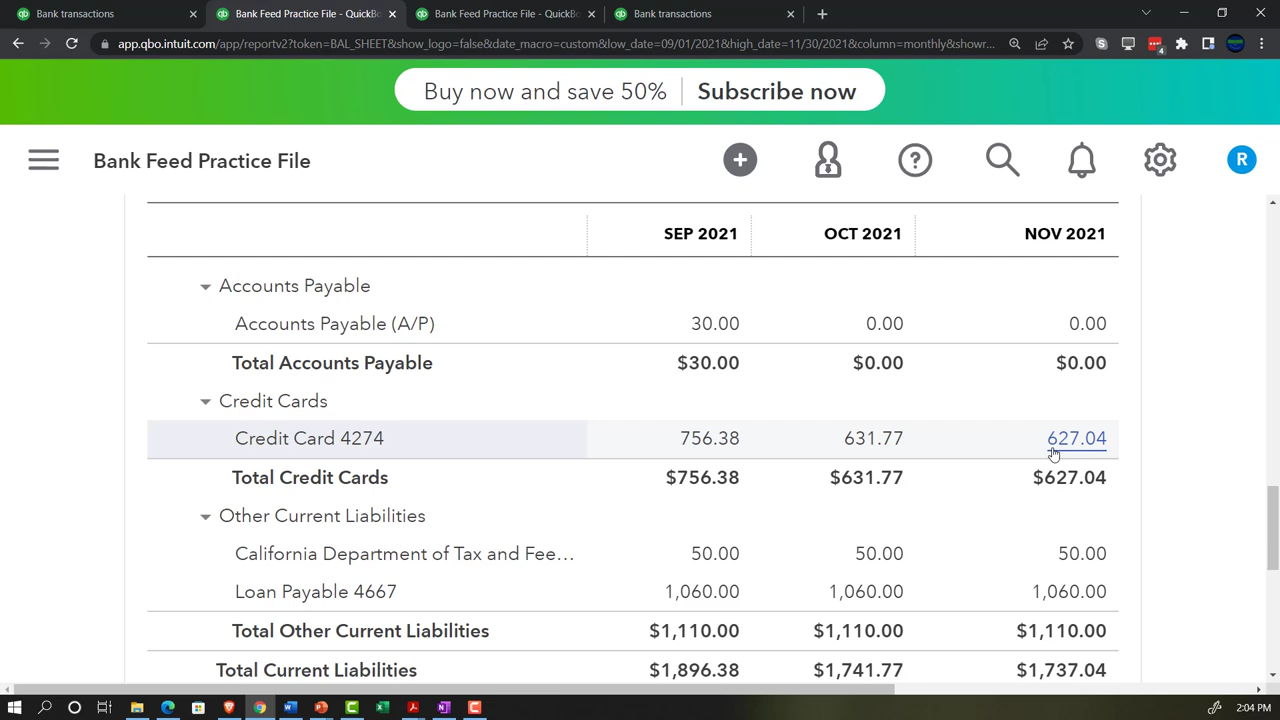 Bank transactions
Bank Feed Practice File - QuickBo
Bank Feed Practice File - QuickBo
Bank transactions
app.qbo.intuit.com/app/reportv2?token=BAL_SHEET&show_logo=false&date_macro=custom&low_date=09/01/2021&high_date=11/30/2021&column=monthly&showr...
4
Buy now and save 50% Subscribe now
Bank Feed Practice File
R
SEP 2021 OCT 2021 NOV 2021
Accounts Payable
Accounts Payable (A/P) 30.00 0.00 0.00
Total Accounts Payable $30.00 $0.00 $0.00
Credit Cards
Credit Card 4274 756.38 631.77 627.04
Total Credit Cards $756.38 $631.77 $627.04
Other Current Liabilities
California Department of Tax and Fee... 50.00 50.00 50.00
Loan Payable 4667 1,060.00 1,060.00 1,060.00
Total Other Current Liabilities $1,110.00 $1,110.00 $1,110.00
Total Current Liabilities $1,896.38 $1,741.77 $1,737.04
2:04 PM